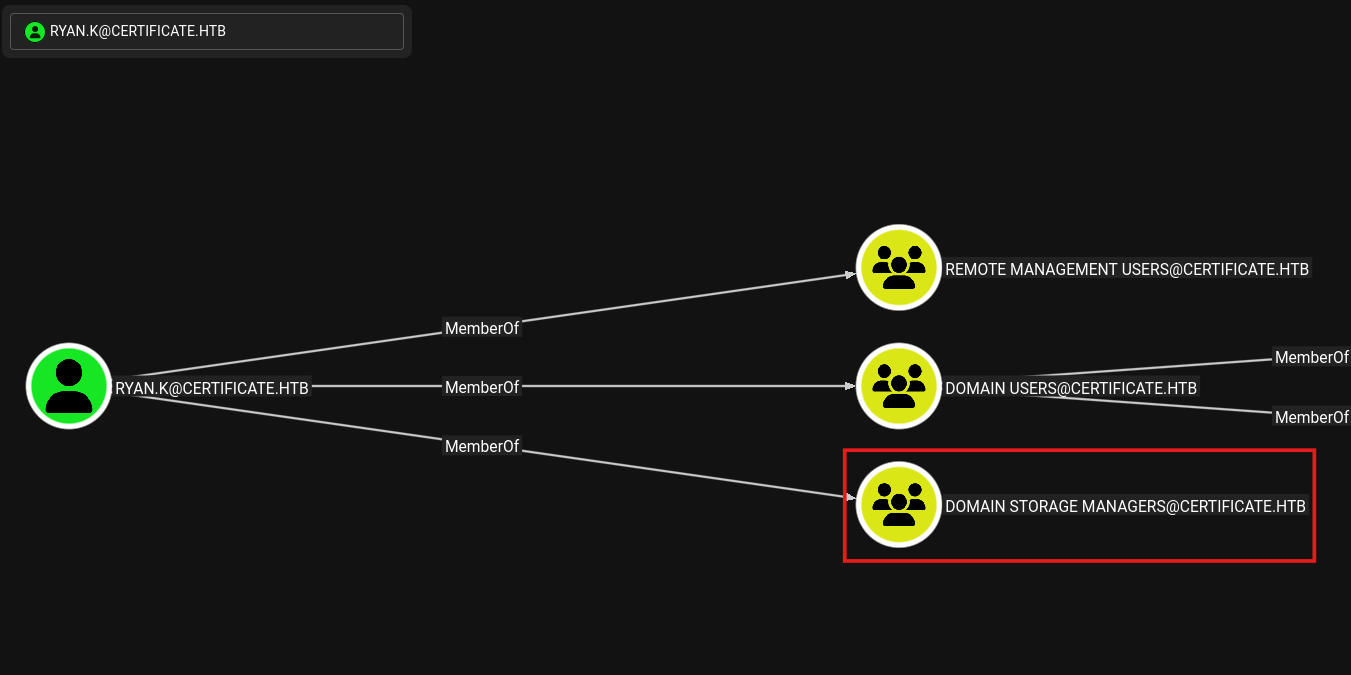 RYAN.K@CERTIFICATE.HTB
REMOTE MANAGEMENT USERS@CERTIFICATE.HTB
MemberOf
MemberOf
RYAN.K@CERTIFICATE.HTB
MemberOf
DOMAIN USERS@CERTIFICATE.HTB
MemberOf
MemberOf
DOMAIN STORAGE MANAGERS@CERTIFICATE.HTB